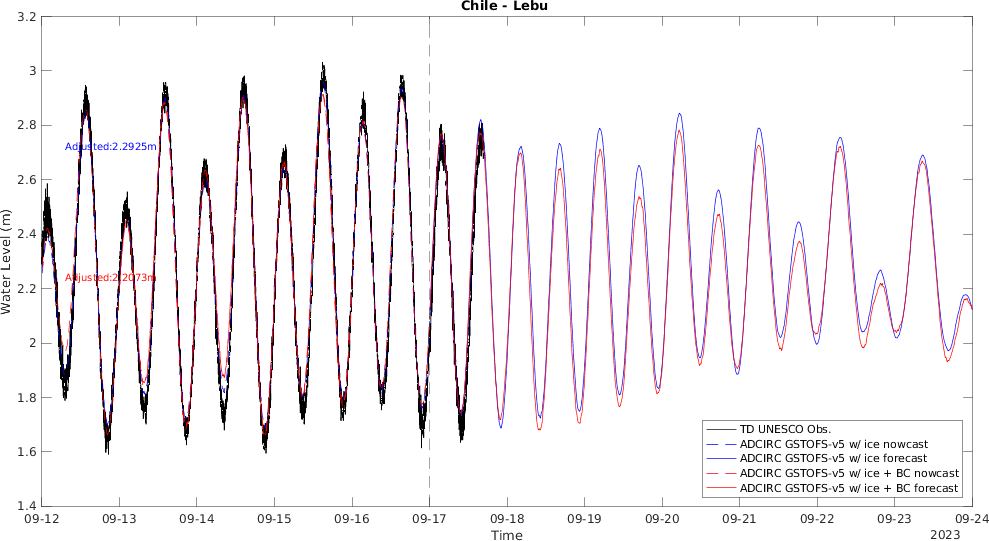 Chile - Lebu
3.2
3
2.8
2.6
2.4
2.2
2
1.8
1.6
1.4
Water Level (m)
Adjusted:2.2925m
Adjusted:2.2073m
TD UNESCO Obs.
ADCIRC GSTOFS-v5 w/ ice nowcast
ADCIRC GSTOFS-v5 w/ ice forecast
ADCIRC GSTOFS-v5 w/ ice + BC nowcast
ADCIRC GSTOFS-v5 w/ ice + BC forecast
09-12 09-13 09-14 09-15 09-16 09-17 09-18 09-19 09-20 09-21 09-22 09-23 09-24
Time
2023